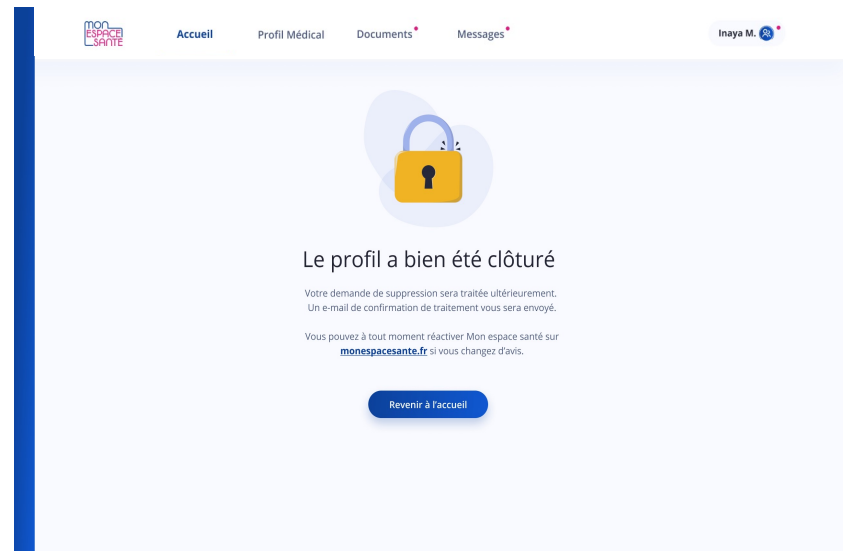 MON
ESPACE
SANTÉ
Accueil
Profil Médical
Documents
Messages
Inaya M.
Le profil a bien été clôturé
Votre demande de suppression sera traitée ultérieurement.
Un e-mail de confirmation de traitement vous sera envoyé.
Vous pouvez à tout moment réactiver Mon espace santé sur
monespacesante.fr si vous changez d'avis.
Revenir à l'accueil